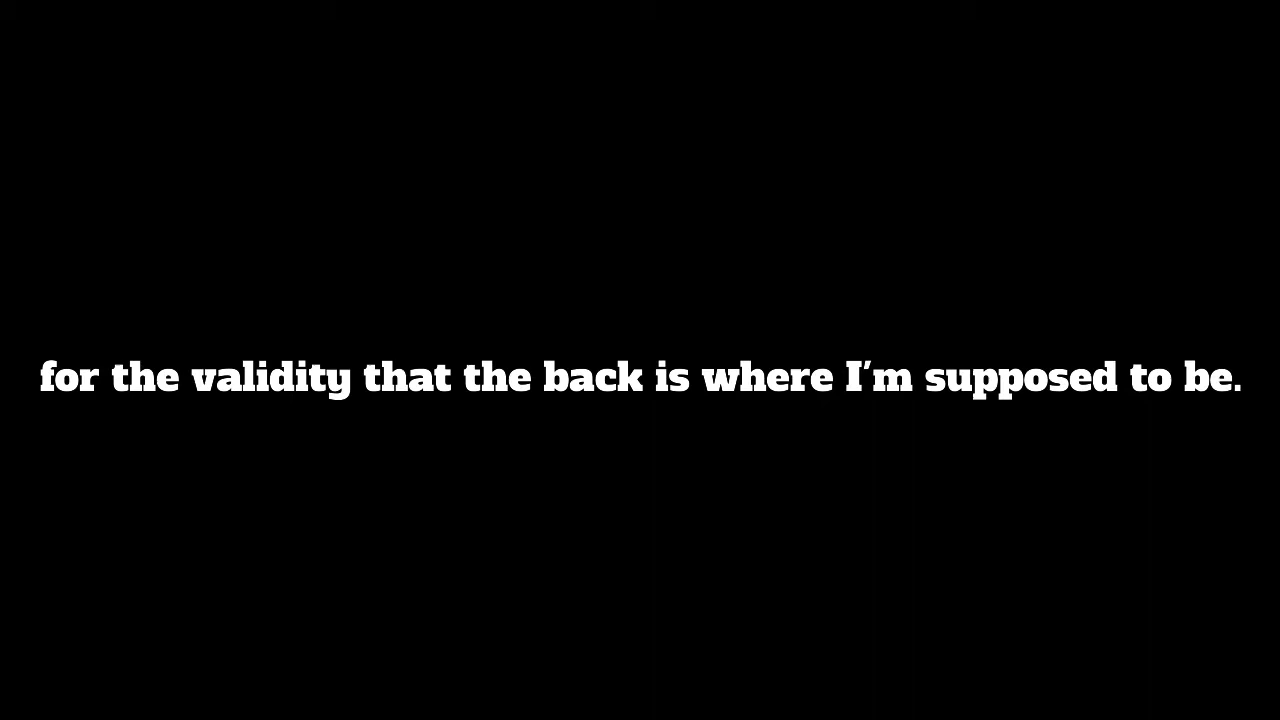 for the validity that the back is where I'm supposed to be.